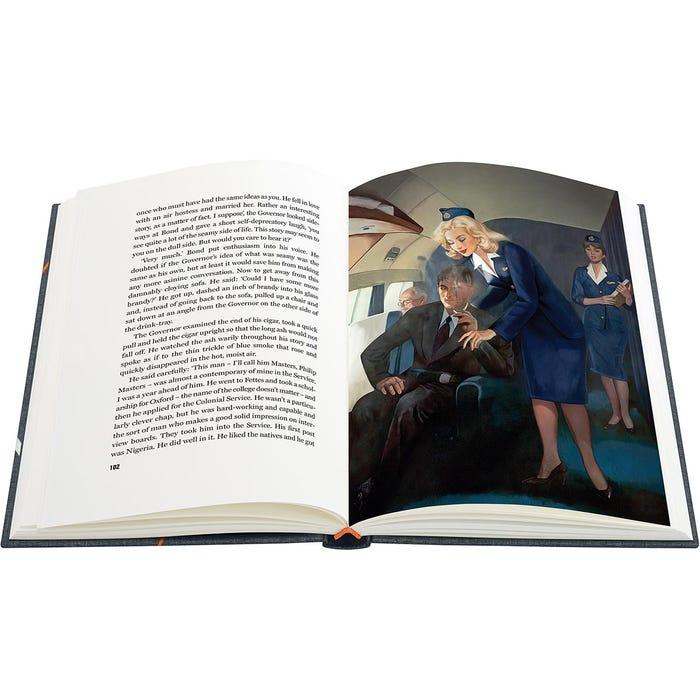 once who must have had the same ideas as you. He fell in love
with an air hostess and married her. Rather an interesting
story, as a matter of fact. I suppose', the Governor looked side-
ways at Bond and gave a short self-deprecatory laugh, 'you
see quite a lot of the seamy side of life. This story may seem to
you on the dull side. But would you care to hear it?'
'Very much.' Bond put enthusiasm into his voice. He
doubted if the Governor's idea of what was seamy was the
same as his own, but at least it would save him from making
any more asinine conversation. Now to get away from this
damnably cloying sofa. He said: 'Could I have some more
brandy?' He got up, dashed an inch of brandy into his glass
and, instead of going back to the sofa, pulled up a chair and
sat down at an angle from the Governor on the other side of
the drink-tray.
The Governor examined the end of his cigar, took a quick
pull and held the cigar upright so that the long ash would not
fall off. He watched the ash warily throughout his story and
spoke as if to the thin trickle of blue smoke that rose and
quickly disappeared in the hot, moist air.
He said carefully: 'This man – I'll call him Masters, Philip
Masters – was almost a contemporary of mine in the Service.
I was a year ahead of him. He went to Fettes and took a schol-
arship for Oxford – the name of the college doesn't matter – and
then he applied for the Colonial Service. He wasn't a particu-
larly clever chap, but he was hard-working and capable and
the sort of man who makes a good solid impression on inter-
view boards. They took him into the Service. His first post
was Nigeria. He did well in it. He liked the natives and he got
102